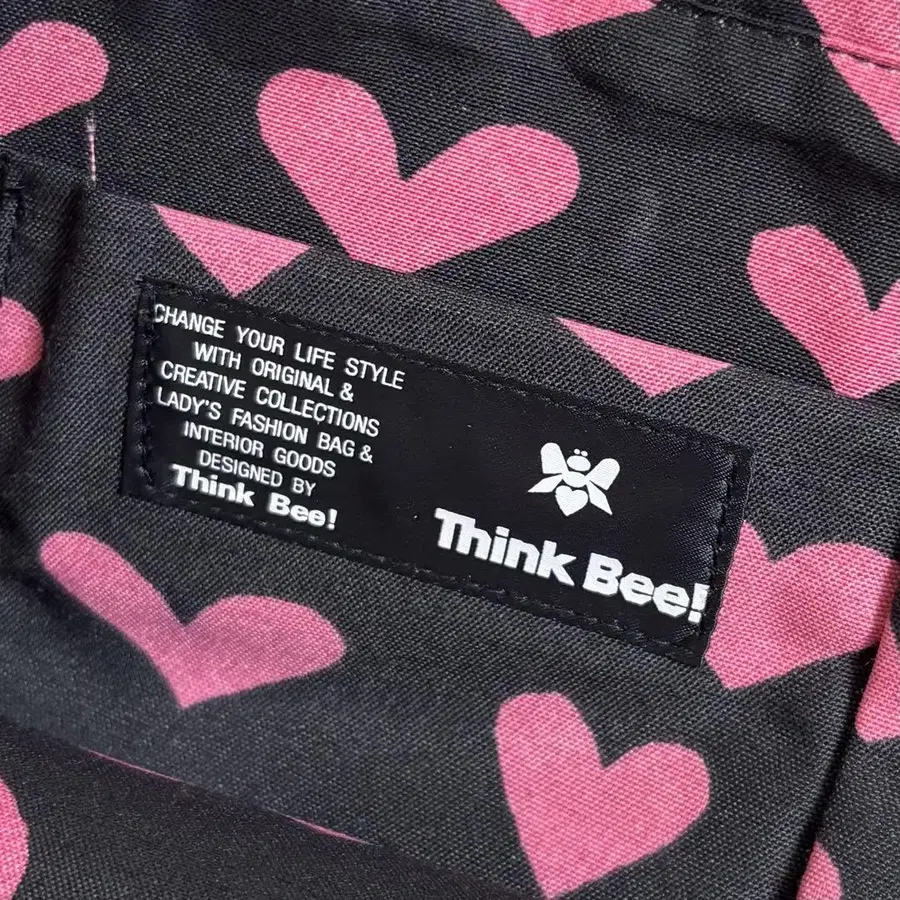 CHANGE YOUR LIFE STYLE
WITH ORIGINAL &
CREATIVE COLLECTIONS
LADY'S FASHION BAG &
INTERIOR GOODS
DESIGNED BY
Think Bee!
Think Bee!